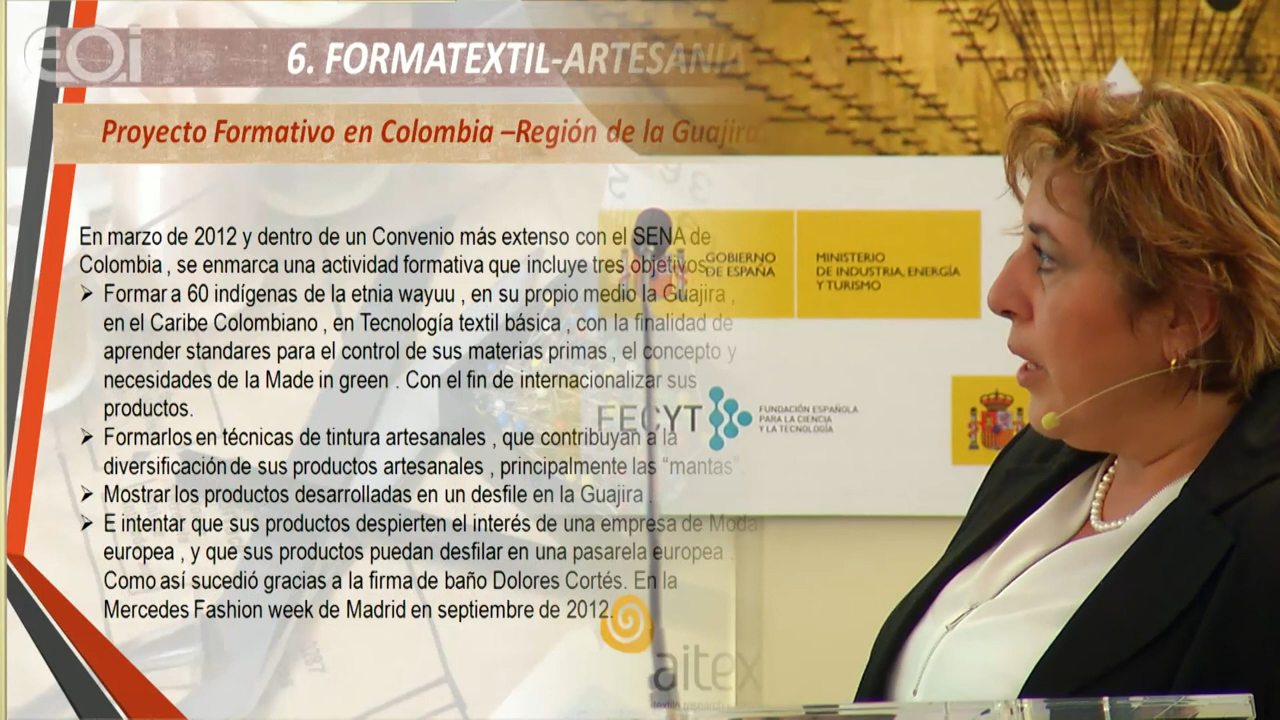 EOi
6. FORMATEXTIL-ARTESANIA
Proyecto Formativo en Colombia –Región de la Guajira
En marzo de 2012 y dentro de un Convenio más extenso con el SENA de
Colombia , se enmarca una actividad formativa que incluye tres objetivos
➢ Formar a 60 indígenas de la etnia wayuu , en su propio medio la Guajira ,
en el Caribe Colombiano , en Tecnología textil básica , con la finalidad de
aprender standares para el control de sus materias primas , el concepto y
necesidades de la Made in green . Con el fin de internacionalizar sus
productos.
➢ Formarlos en técnicas de tintura artesanales , que contribuyan a la
diversificación de sus productos artesanales , principalmente las “mantas”.
➢ Mostrar los productos desarrolladas en un desfile en la Guajira .
➢ E intentar que sus productos despierten el interés de una empresa de Moda
europea , y que sus productos puedan desfilar en una pasarela europea .
Como así sucedió gracias a la firma de baño Dolores Cortés. En la
Mercedes Fashion week de Madrid en septiembre de 2012.
GOBIERNO
DE ESPAÑA
MINISTERIO
DE INDUSTRIA, ENERGÍA
Y TURISMO
FECYT
FUNDACIÓN ESPAÑOLA
PARA LA CIENCIA
Y LA TECNOLOGÍA
aitex